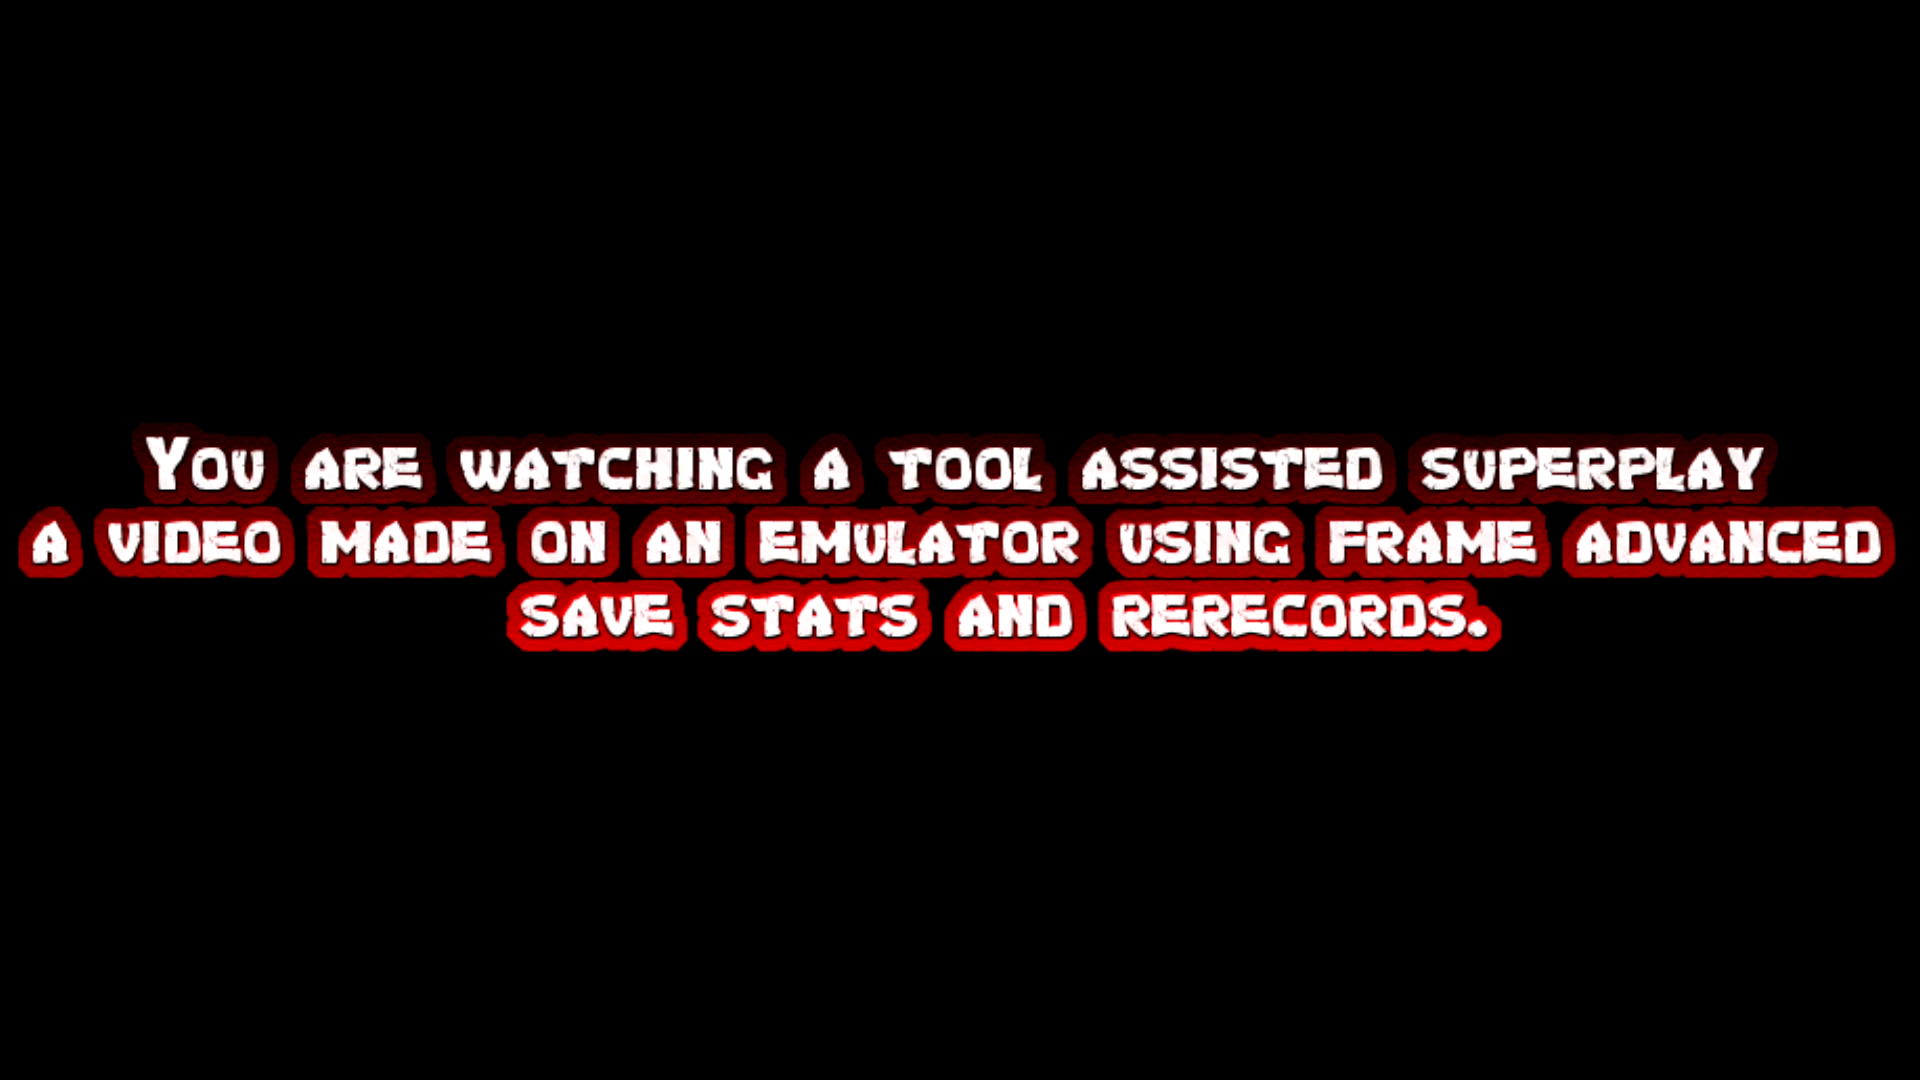 You are watching a tool assisted superplay
a video made on an emulator using frame advanced
save stats and rerecords.